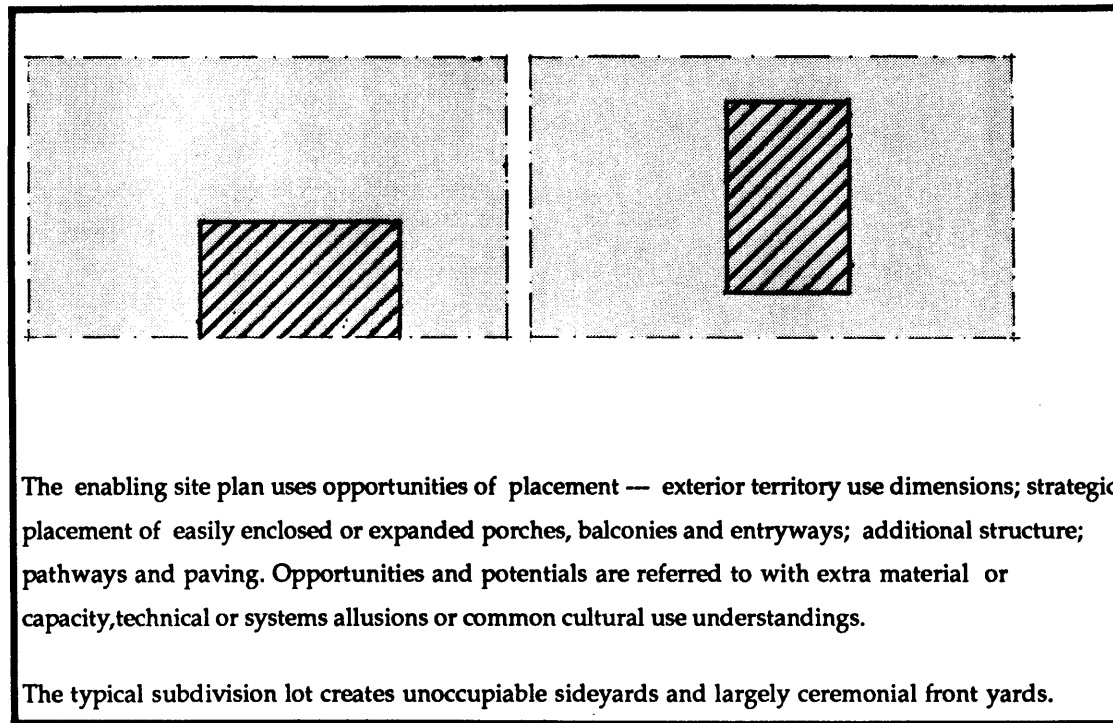 The enabling site plan uses opportunities of placement — exterior territory use dimensions; strategic
placement of easily enclosed or expanded porches, balconies and entryways; additional structure;
pathways and paving. Opportunities and potentials are referred to with extra material or
capacity,technical or systems allusions or common cultural use understandings.
The typical subdivision lot creates unoccupiable sideyards and largely ceremonial front yards.